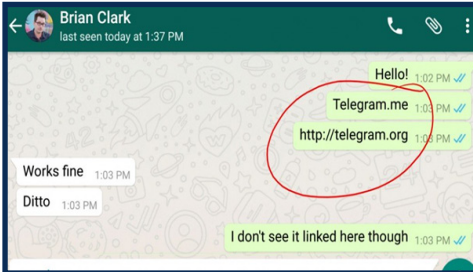 Brian Clark
last seen today at 1:37 PM
Hello! 1:02 PM
Telegram.me 1:03 PM
http://telegram.org 1:03 PM
Works fine 1:03 PM
Ditto 1:03 PM
I don't see it linked here though 1:03 PM